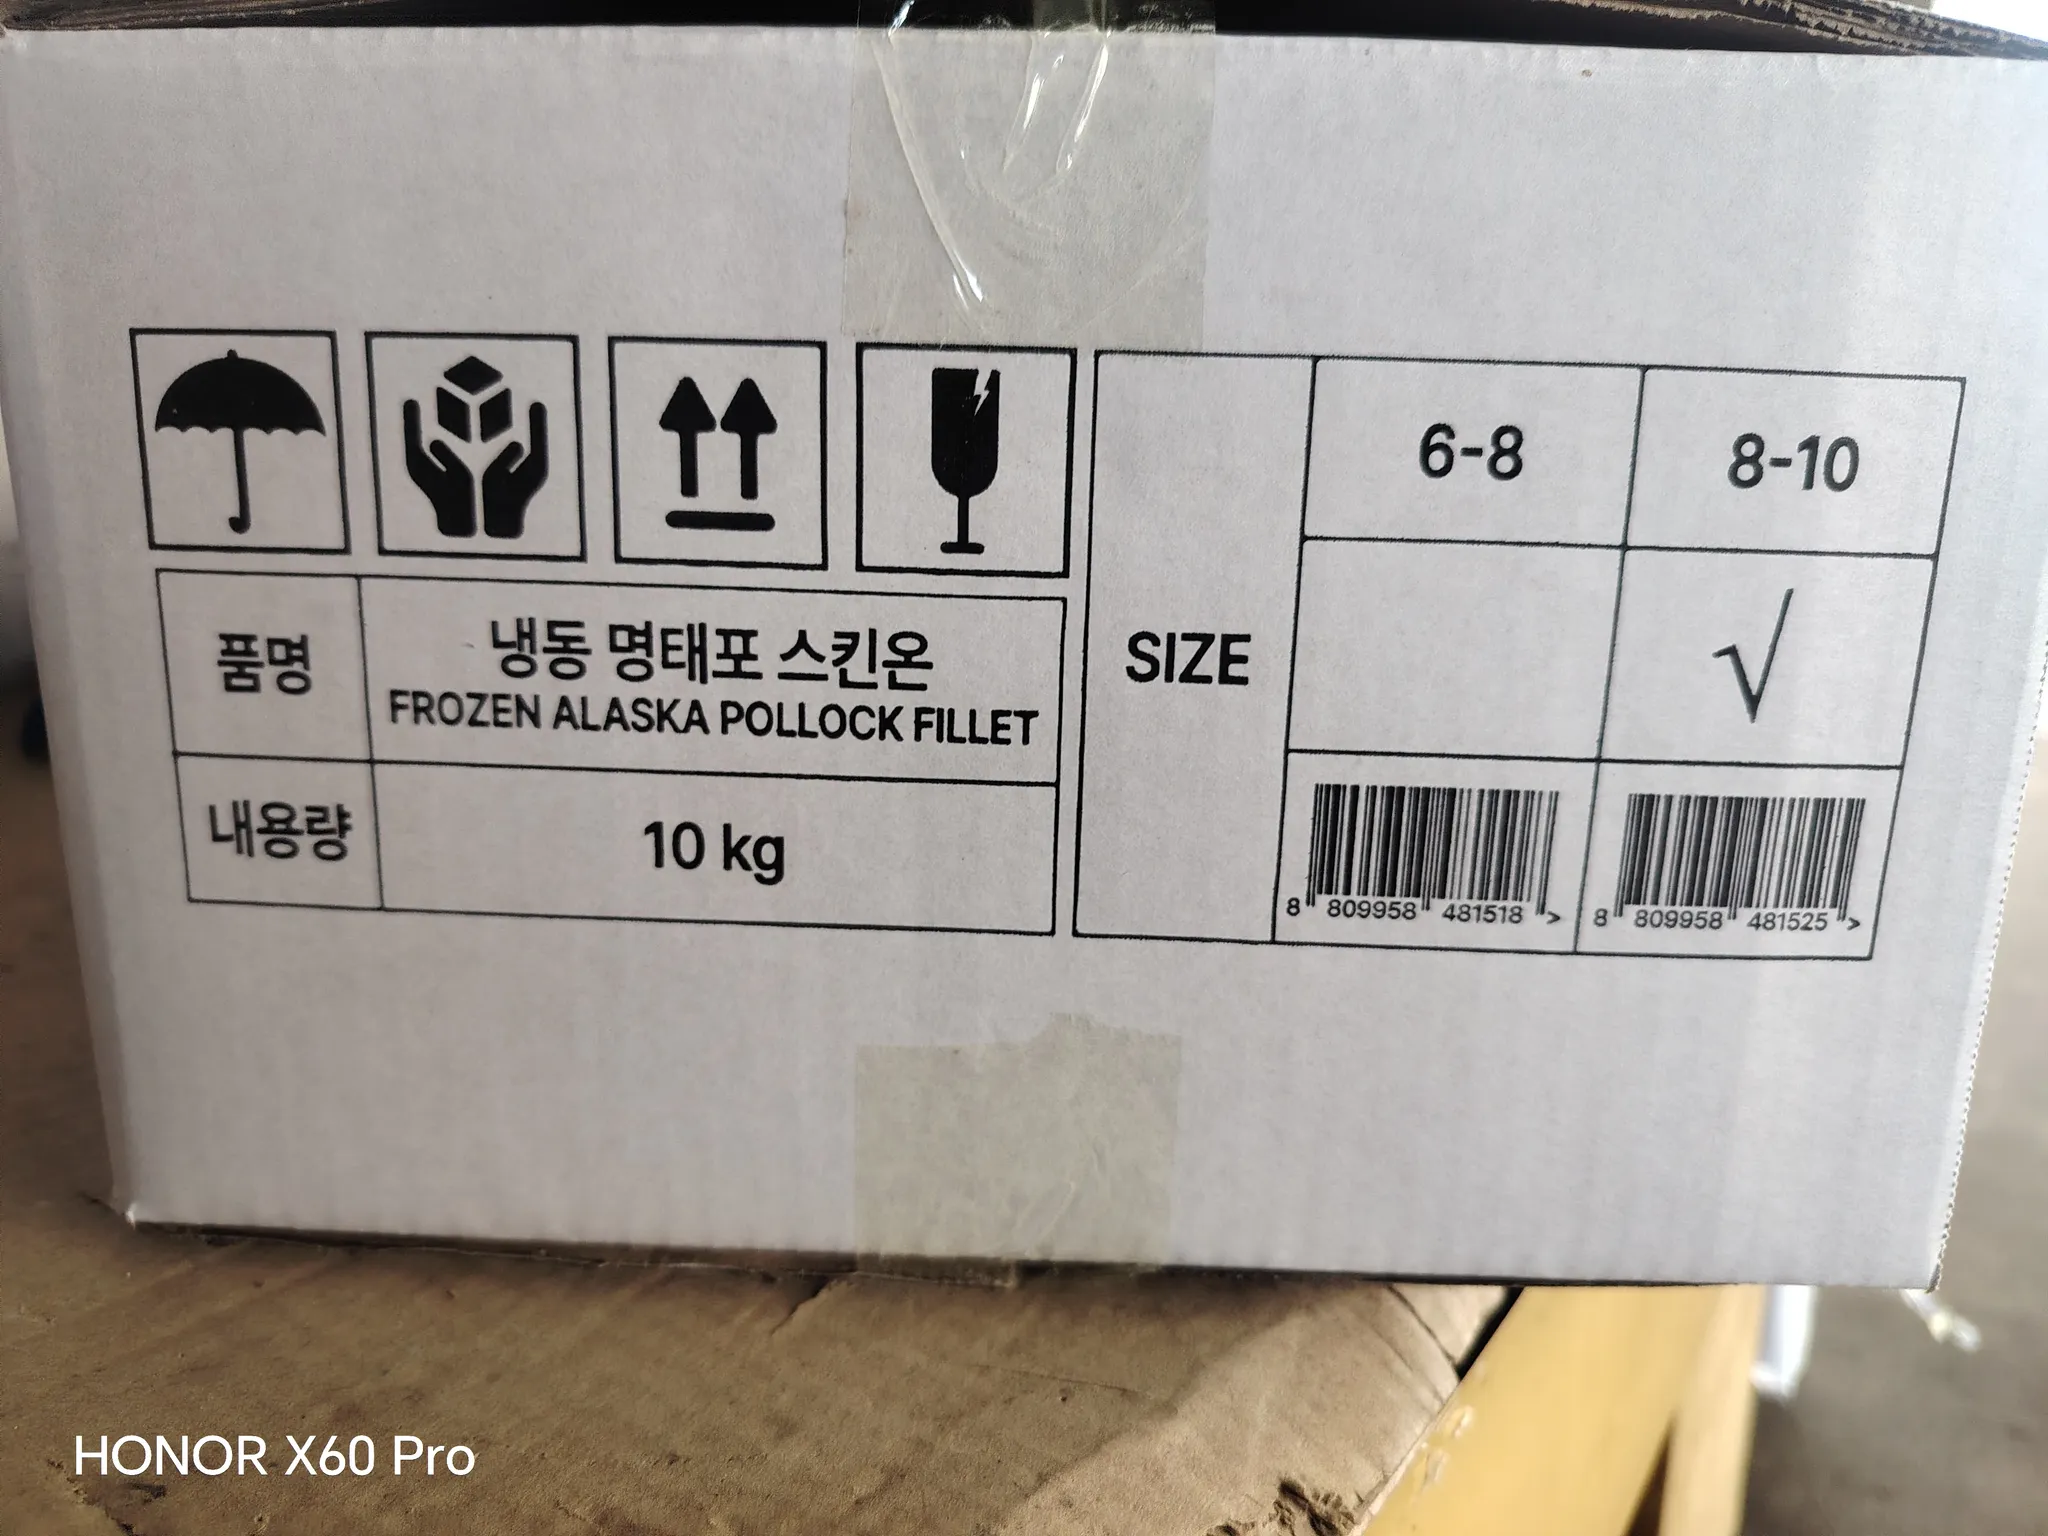 6-8
8-10
품명
냉동 명태포 스킨온
FROZEN ALASKA POLLOCK FILLET
SIZE
√
내용량
10 kg
8 809958 481518 >
8 809958 481525 >
HONOR X60 Pro